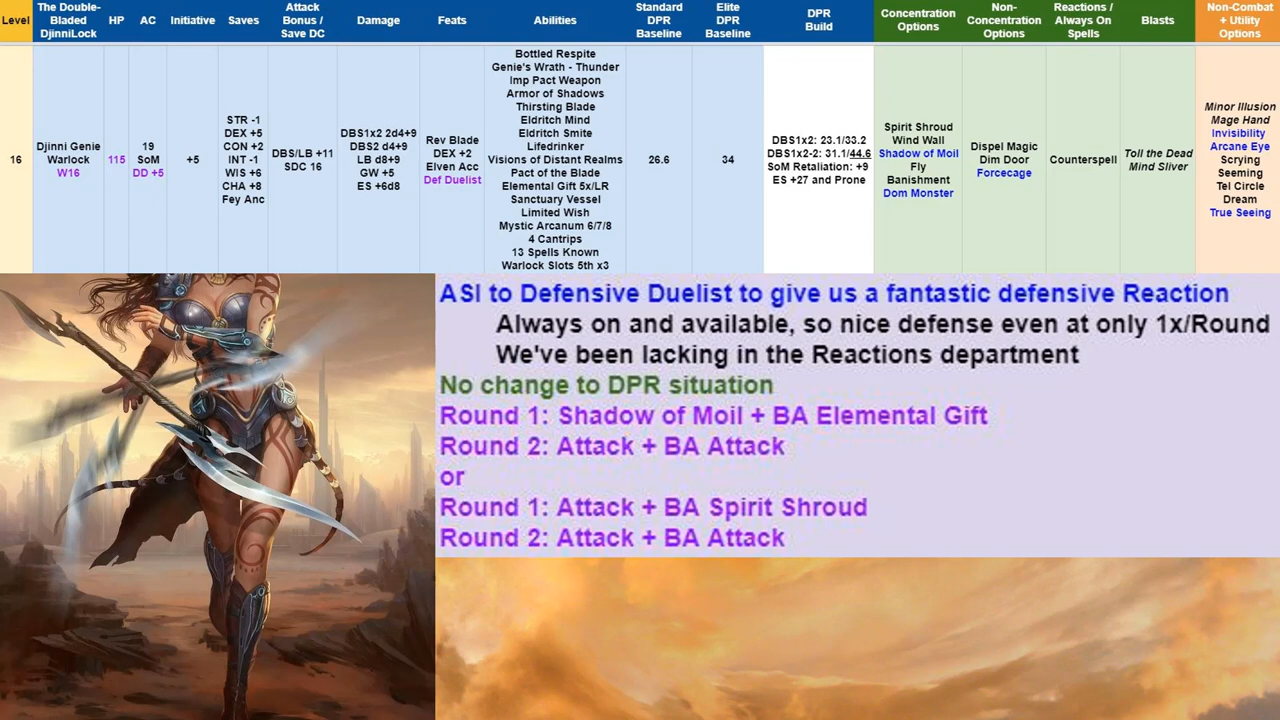 Level
The Double-
Bladed
DjinniLock
HP
AC
Initiative
Saves
Attack
Bonus /
Save DC
Damage
Feats
Abilities
Standard
DPR
Baseline
Elite
DPR
Baseline
DPR
Build
Concentration
Options
Non-
Concentration
Options
Reactions /
Always On
Spells
Blasts
Non-Combat
+ Utility
Options
16
Djinni Genie
Warlock
W16
115
19
SoM
DD +5
+5
STR -1
DEX +5
CON +2
INT -1
WIS +6
CHA +8
Fey Anc
DBS/LB +11
SDC 16
DBS1x2 2d4+9
DBS2 d4+9
LB d8+9
GW +5
ES +6d8
Rev Blade
DEX +2
Elven Acc
Def Duelist
Bottled Respite
Genie's Wrath - Thunder
Imp Pact Weapon
Armor of Shadows
Thirsting Blade
Eldritch Mind
Eldritch Smite
Lifedrinker
Visions of Distant Realms
Pact of the Blade
Elemental Gift 5x/LR
Sanctuary Vessel
Limited Wish
Mystic Arcanum 6/7/8
4 Cantrips
13 Spells Known
Warlock Slots 5th x3
26.6
34
DBS1x2: 23.1/33.2
DBS1x2-2: 31.1/44.6
SoM Retaliation: +9
ES +27 and Prone
Spirit Shroud
Wind Wall
Shadow of Moil
Fly
Banishment
Dom Monster
Dispel Magic
Dim Door
Forcecage
Counterspell
Toll the Dead
Mind Sliver
Minor Illusion
Mage Hand
Invisibility
Arcane Eye
Scrying
Seeming
Tel Circle
Dream
True Seeing
ASI to Defensive Duelist to give us a fantastic defensive Reaction
Always on and available, so nice defense even at only 1x/Round
We've been lacking in the Reactions department
No change to DPR situation
Round 1: Shadow of Moil + BA Elemental Gift
Round 2: Attack + BA Attack
or
Round 1: Attack + BA Spirit Shroud
Round 2: Attack + BA Attack